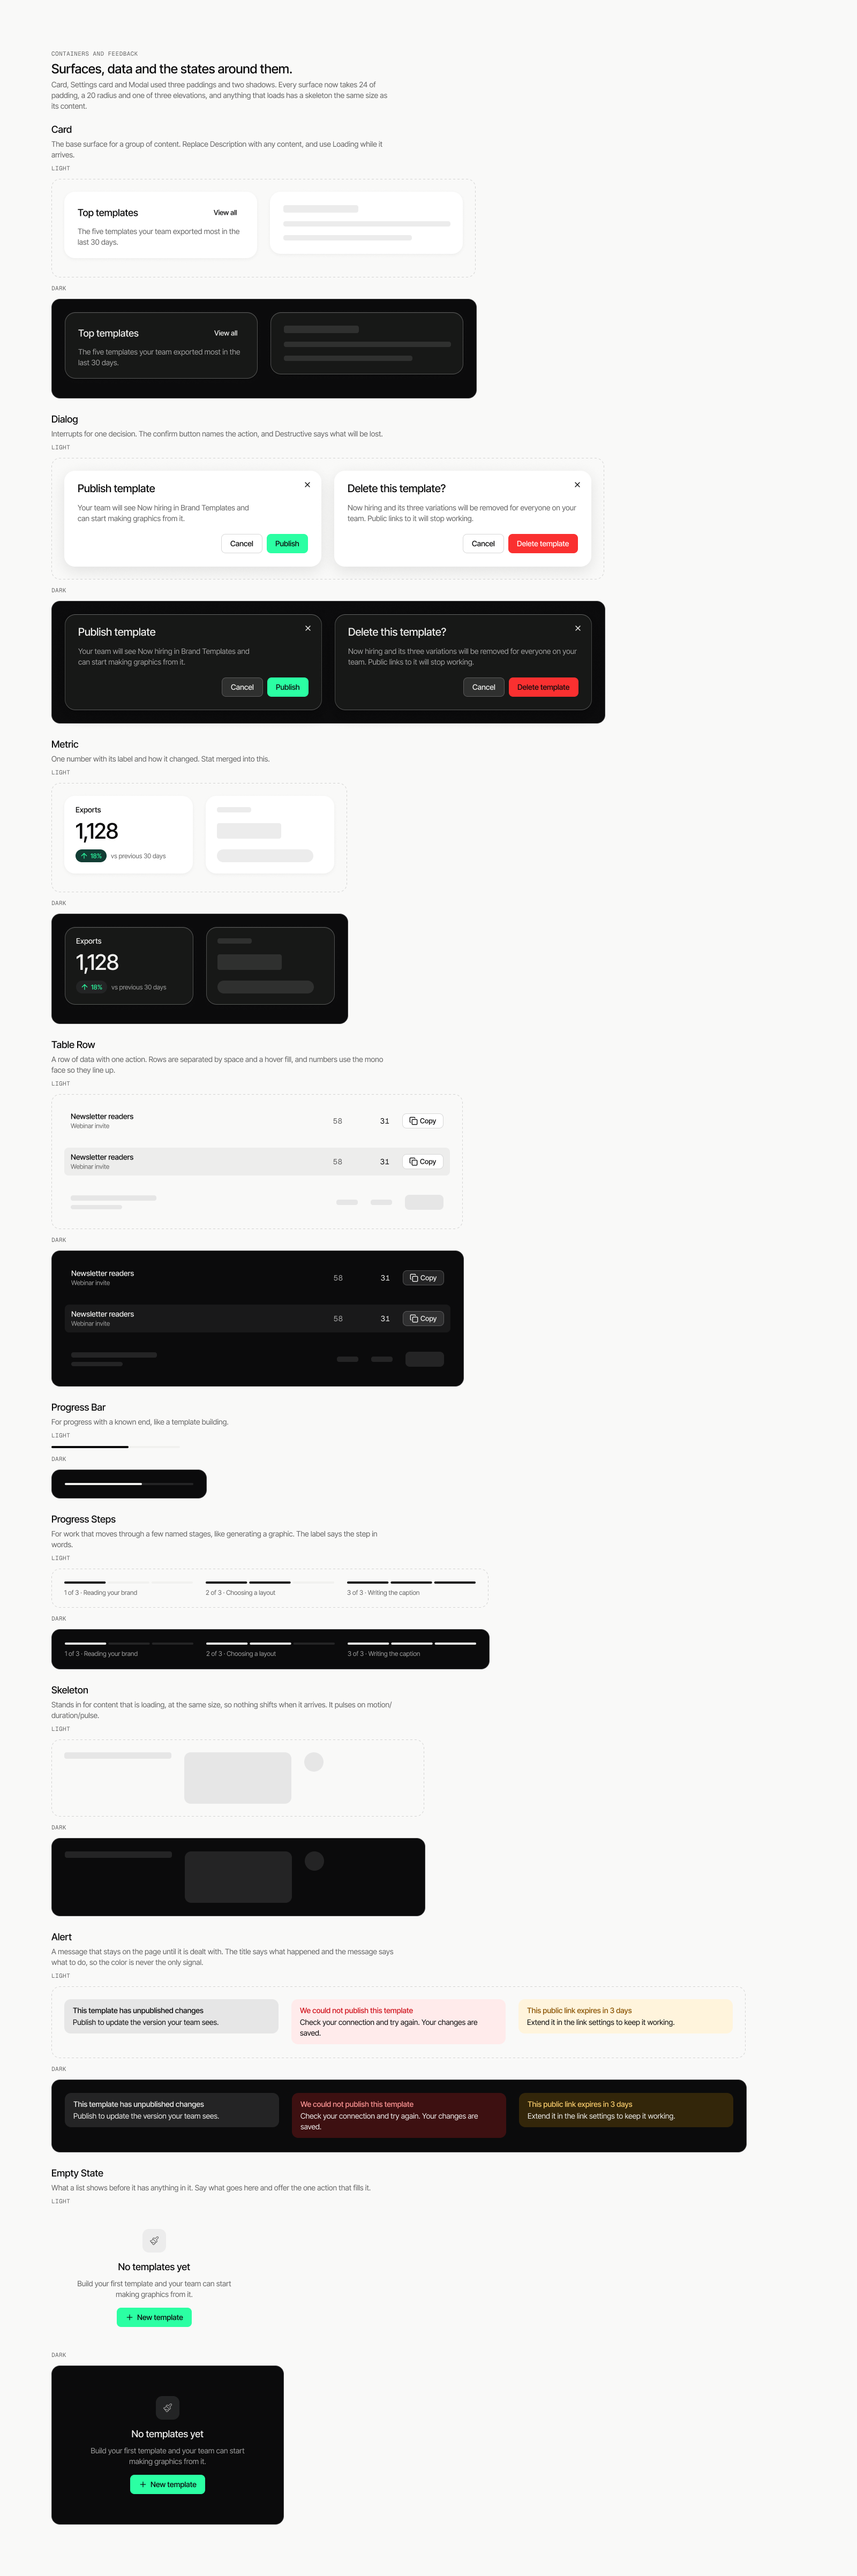 CONTAINERS AND FEEDBACK
Surfaces, data and the states around them.
Card, Settings card and Modal used three paddings and two shadows. Every surface now takes 24 of
padding, a 20 radius and one of three elevations, and anything that loads has a skeleton the same size as
its content.
Card
The base surface for a group of content. Replace Description with any content, and use Loading while it
arrives.
LIGHT
Top templates View all
The five templates your team exported most in the
last 30 days.
DARK
Top templates View all
The five templates your team exported most in the
last 30 days.
Dialog
Interrupts for one decision. The confirm button names the action, and Destructive says what will be lost.
LIGHT
Publish template
Your team will see Now hiring in Brand Templates and
can start making graphics from it.
Cancel Publish
Delete this template?
Now hiring and its three variations will be removed for everyone on your
team. Public links to it will stop working.
Cancel Delete template
DARK
Publish template
Your team will see Now hiring in Brand Templates and
can start making graphics from it.
Cancel Publish
Delete this template?
Now hiring and its three variations will be removed for everyone on your
team. Public links to it will stop working.
Cancel Delete template
Metric
One number with its label and how it changed. Stat merged into this.
LIGHT
Exports
1,128
18% vs previous 30 days
DARK
Exports
1,128
18% vs previous 30 days
Table Row
A row of data with one action. Rows are separated by space and a hover fill, and numbers use the mono
face so they line up.
LIGHT
Newsletter readers
Webinar invite
58 31 Copy
Newsletter readers
Webinar invite
58 31 Copy
DARK
Newsletter readers
Webinar invite
58 31 Copy
Newsletter readers
Webinar invite
58 31 Copy
Progress Bar
For progress with a known end, like a template building.
LIGHT
DARK
Progress Steps
For work that moves through a few named stages, like generating a graphic. The label says the step in
words.
LIGHT
1 of 3 · Reading your brand
2 of 3 · Choosing a layout
3 of 3 · Writing the caption
DARK
1 of 3 · Reading your brand
2 of 3 · Choosing a layout
3 of 3 · Writing the caption
Skeleton
Stands in for content that is loading, at the same size, so nothing shifts when it arrives. It pulses on motion/
duration/pulse.
LIGHT
DARK
Alert
A message that stays on the page until it is dealt with. The title says what happened and the message says
what to do, so the color is never the only signal.
LIGHT
This template has unpublished changes
Publish to update the version your team sees.
We could not publish this template
Check your connection and try again. Your changes are
saved.
This public link expires in 3 days
Extend it in the link settings to keep it working.
DARK
This template has unpublished changes
Publish to update the version your team sees.
We could not publish this template
Check your connection and try again. Your changes are
saved.
This public link expires in 3 days
Extend it in the link settings to keep it working.
Empty State
What a list shows before it has anything in it. Say what goes here and offer the one action that fills it.
LIGHT
No templates yet
Build your first template and your team can start
making graphics from it.
New template
DARK
No templates yet
Build your first template and your team can start
making graphics from it.
New template